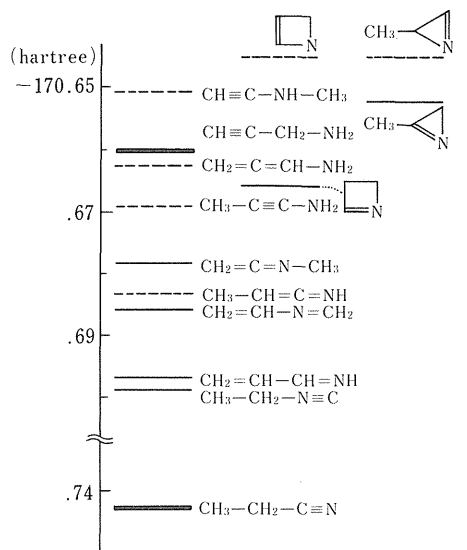 N
CH₃ N
(hartree)
−170.65
CH≡C−NH−CH₃
CH≡C−CH₂−NH₂
CH₃ N
CH₂=C=CH−NH₂
.67
CH₃−C≡C−NH₂ N
CH₂=C=N−CH₃
CH₃−CH=C=NH
CH₂=CH−N=CH₂
.69
CH₂=CH−CH=NH
CH₃−CH₂−N≡C
.74
CH₃−CH₂−C≡N